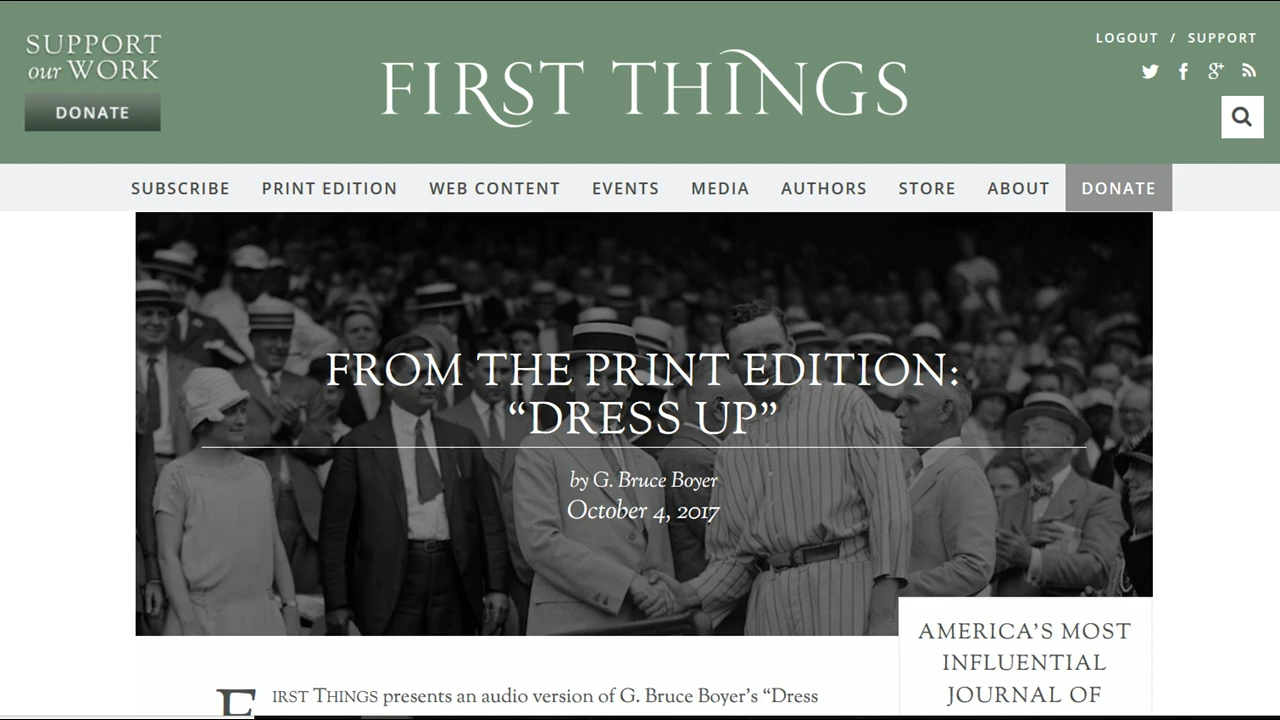 SUPPORT
our WORK
DONATE
FIRST THINGS
LOGOUT / SUPPORT
SUBSCRIBE PRINT EDITION WEB CONTENT EVENTS MEDIA AUTHORS STORE ABOUT DONATE
FROM THE PRINT EDITION:
“DRESS UP”
by G. Bruce Boyer
October 4, 2017
FIRST THINGS presents an audio version of G. Bruce Boyer’s “Dress
AMERICA’S MOST
INFLUENTIAL
JOURNAL OF